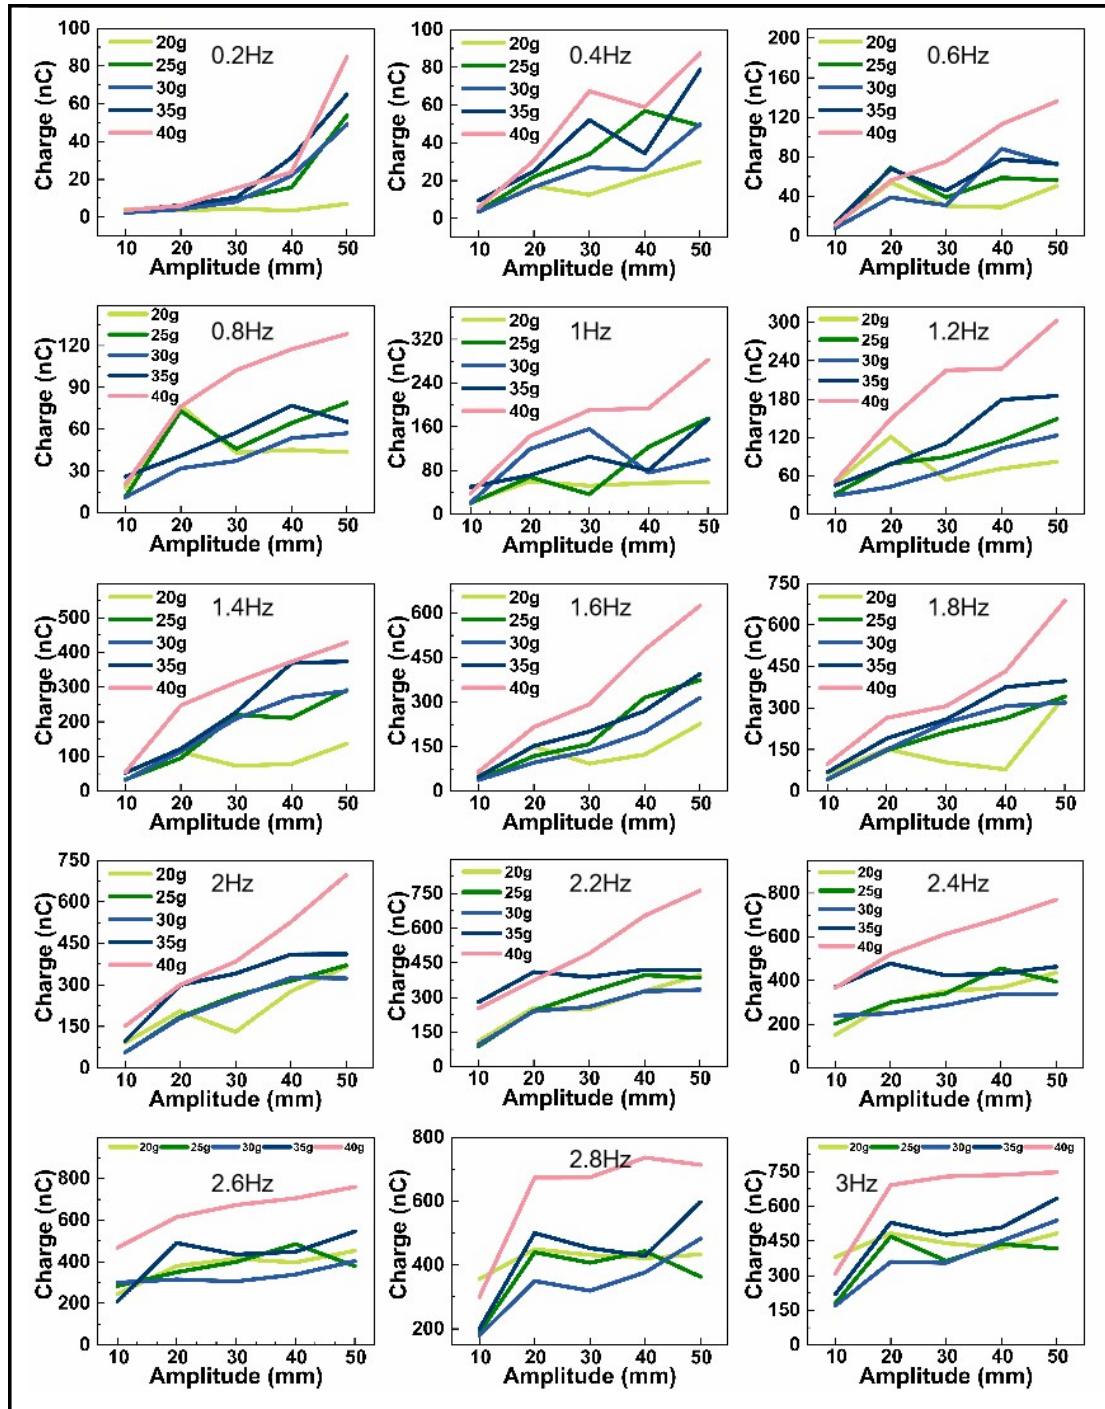 0.2Hz
Charge (nC)
100
80
60
40
20
0
20g
25g
30g
35g
40g
10 20 30 40 50
Amplitude (mm)
0.4Hz
Charge (nC)
100
80
60
40
20
0
20g
25g
30g
35g
40g
10 20 30 40 50
Amplitude (mm)
0.6Hz
Charge (nC)
200
160
120
80
40
0
20g
25g
30g
35g
40g
10 20 30 40 50
Amplitude (mm)
0.8Hz
Charge (nC)
120
90
60
30
0
20g
25g
30g
35g
40g
10 20 30 40 50
Amplitude (mm)
1Hz
Charge (nC)
320
240
160
80
0
20g
25g
30g
35g
40g
10 20 30 40 50
Amplitude (mm)
1.2Hz
Charge (nC)
300
240
180
120
60
0
20g
25g
30g
35g
40g
10 20 30 40 50
Amplitude (mm)
1.4Hz
Charge (nC)
500
400
300
200
100
0
20g
25g
30g
35g
40g
10 20 30 40 50
Amplitude (mm)
1.6Hz
Charge (nC)
600
450
300
150
0
20g
25g
30g
35g
40g
10 20 30 40 50
Amplitude (mm)
1.8Hz
Charge (nC)
750
600
450
300
150
0
20g
25g
30g
35g
40g
10 20 30 40 50
Amplitude (mm)
2Hz
Charge (nC)
750
600
450
300
150
0
20g
25g
30g
35g
40g
10 20 30 40 50
Amplitude (mm)
2.2Hz
Charge (nC)
750
600
450
300
150
0
20g
25g
30g
35g
40g
10 20 30 40 50
Amplitude (mm)
2.4Hz
Charge (nC)
800
600
400
200
0
20g
25g
30g
35g
40g
10 20 30 40 50
Amplitude (mm)
20g 25g 30g 35g 40g
2.6Hz
Charge (nC)
800
600
400
200
0
10 20 30 40 50
Amplitude (mm)
2.8Hz
Charge (nC)
800
600
400
200
10 20 30 40 50
Amplitude (mm)
20g 25g 30g 35g 40g
3Hz
Charge (nC)
750
600
450
300
150
0
10 20 30 40 50
Amplitude (mm)